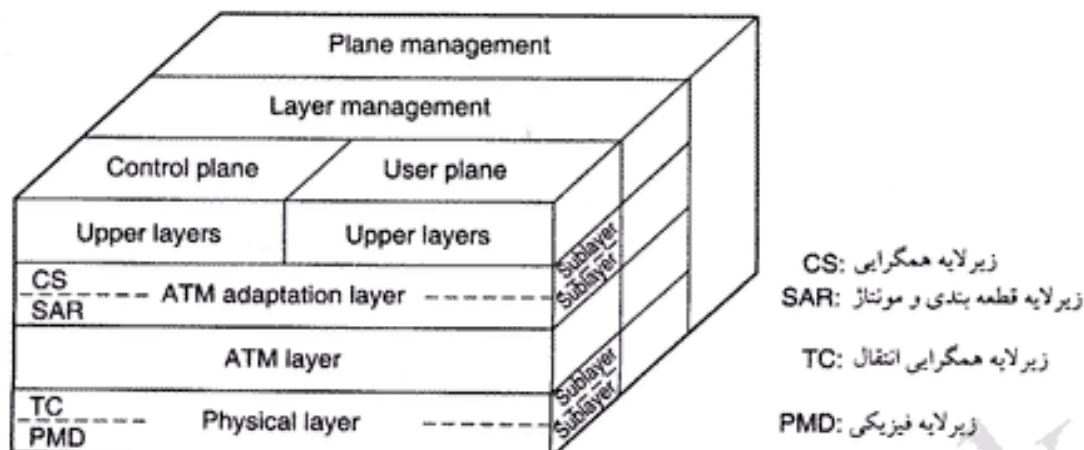 Plane management
Layer management
Control plane
User plane
Upper layers
Upper layers
Sublayer
Sublayer
CS
ATM adaptation layer
SAR
ATM layer
Sublayer
Sublayer
TC
Physical layer
PMD
CS: زیرلایه همگرایی
SAR: زیرلایه قطعه بندی و مونتاژ
TC: زیرلایه همگرایی انتقال
PMD: زیرلایه فیزیکی